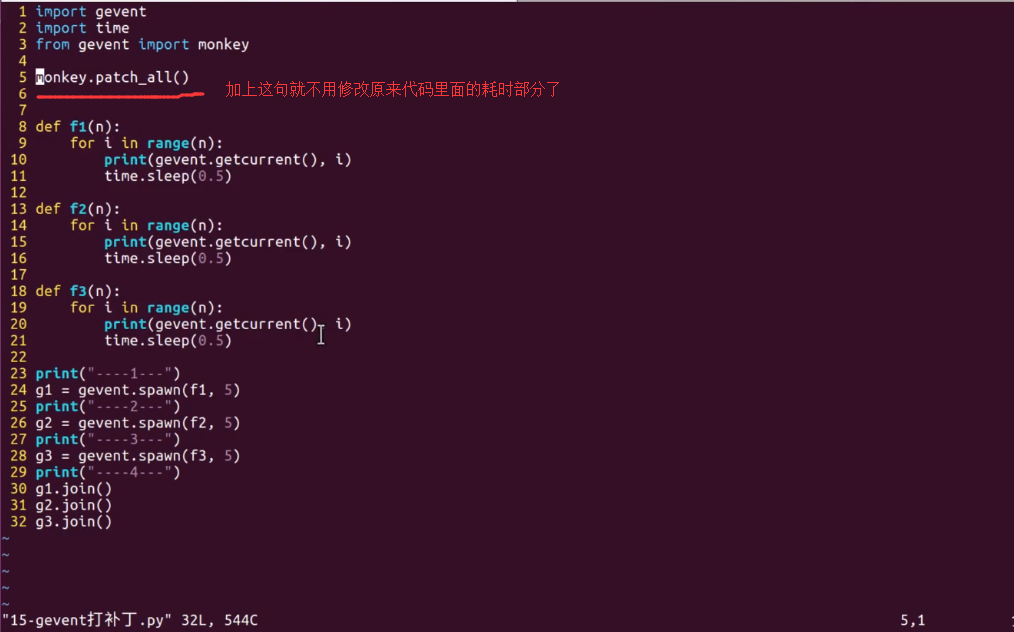 1 import gevent
2 import time
3 from gevent import monkey
4
5 monkey.patch_all()
6
加上这句就不用修改原来代码里面的耗时部分了
7
8 def f1(n):
9     for i in range(n):
10         print(gevent.getcurrent(), i)
11         time.sleep(0.5)
12
13 def f2(n):
14     for i in range(n):
15         print(gevent.getcurrent(), i)
16         time.sleep(0.5)
17
18 def f3(n):
19     for i in range(n):
20         print(gevent.getcurrent(), i)
21         time.sleep(0.5)
22
23 print("----1---")
24 g1 = gevent.spawn(f1, 5)
25 print("----2---")
26 g2 = gevent.spawn(f2, 5)
27 print("----3---")
28 g3 = gevent.spawn(f3, 5)
29 print("----4---")
30 g1.join()
31 g2.join()
32 g3.join()
~
~
~
~
~
"15-gevent打补丁.py" 32L, 544C 5,1